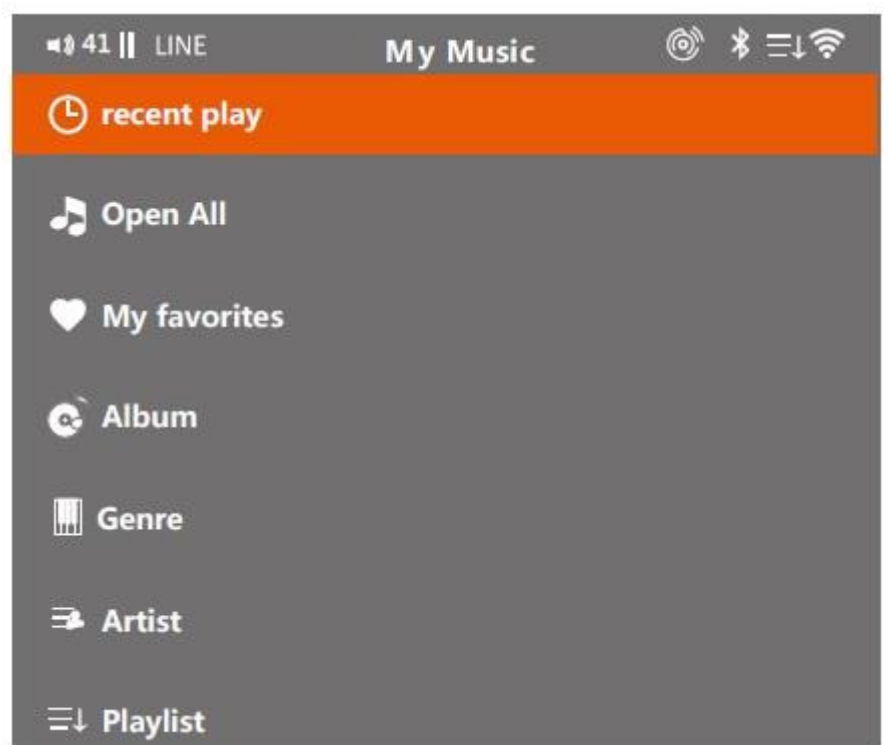 41 LINE My Music
recent play
Open All
My favorites
Album
Genre
Artist
Playlist